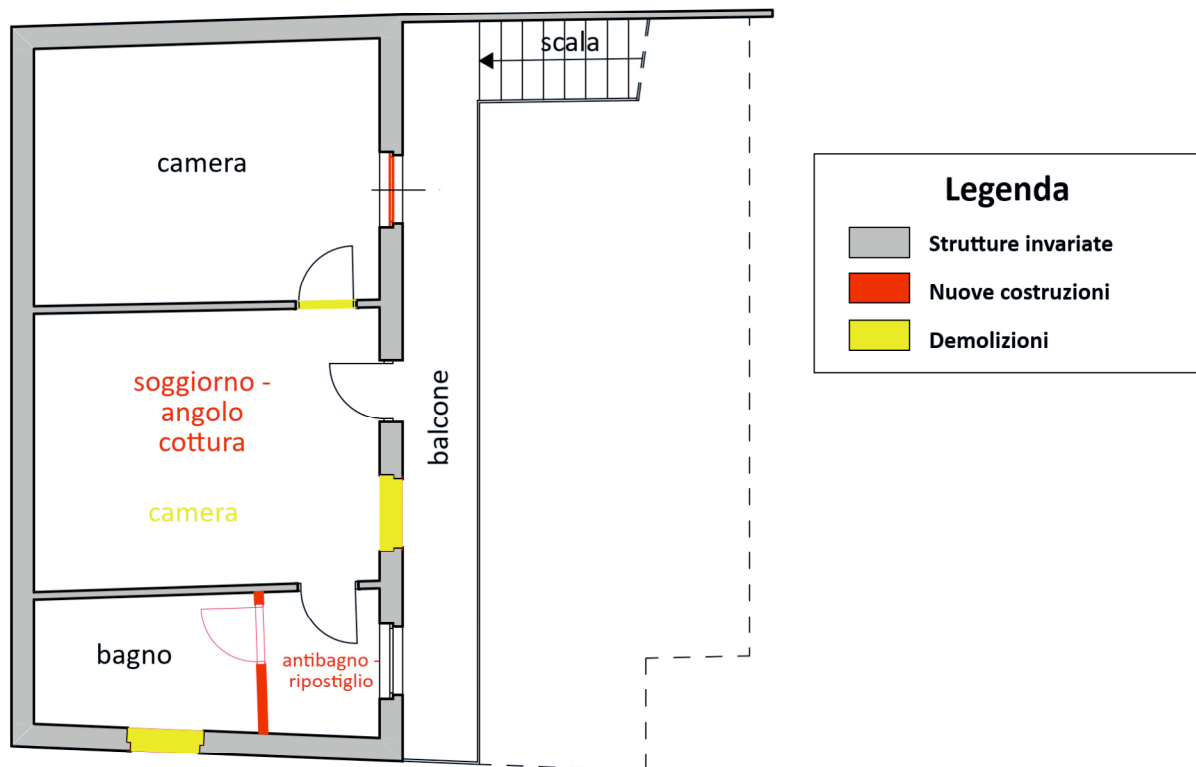 scala
camera
Legenda
Strutture invariate
Nuove costruzioni
Demolizioni
soggiorno -
angolo
cottura
balcone
camera
bagno
antibagno -
ripostiglio